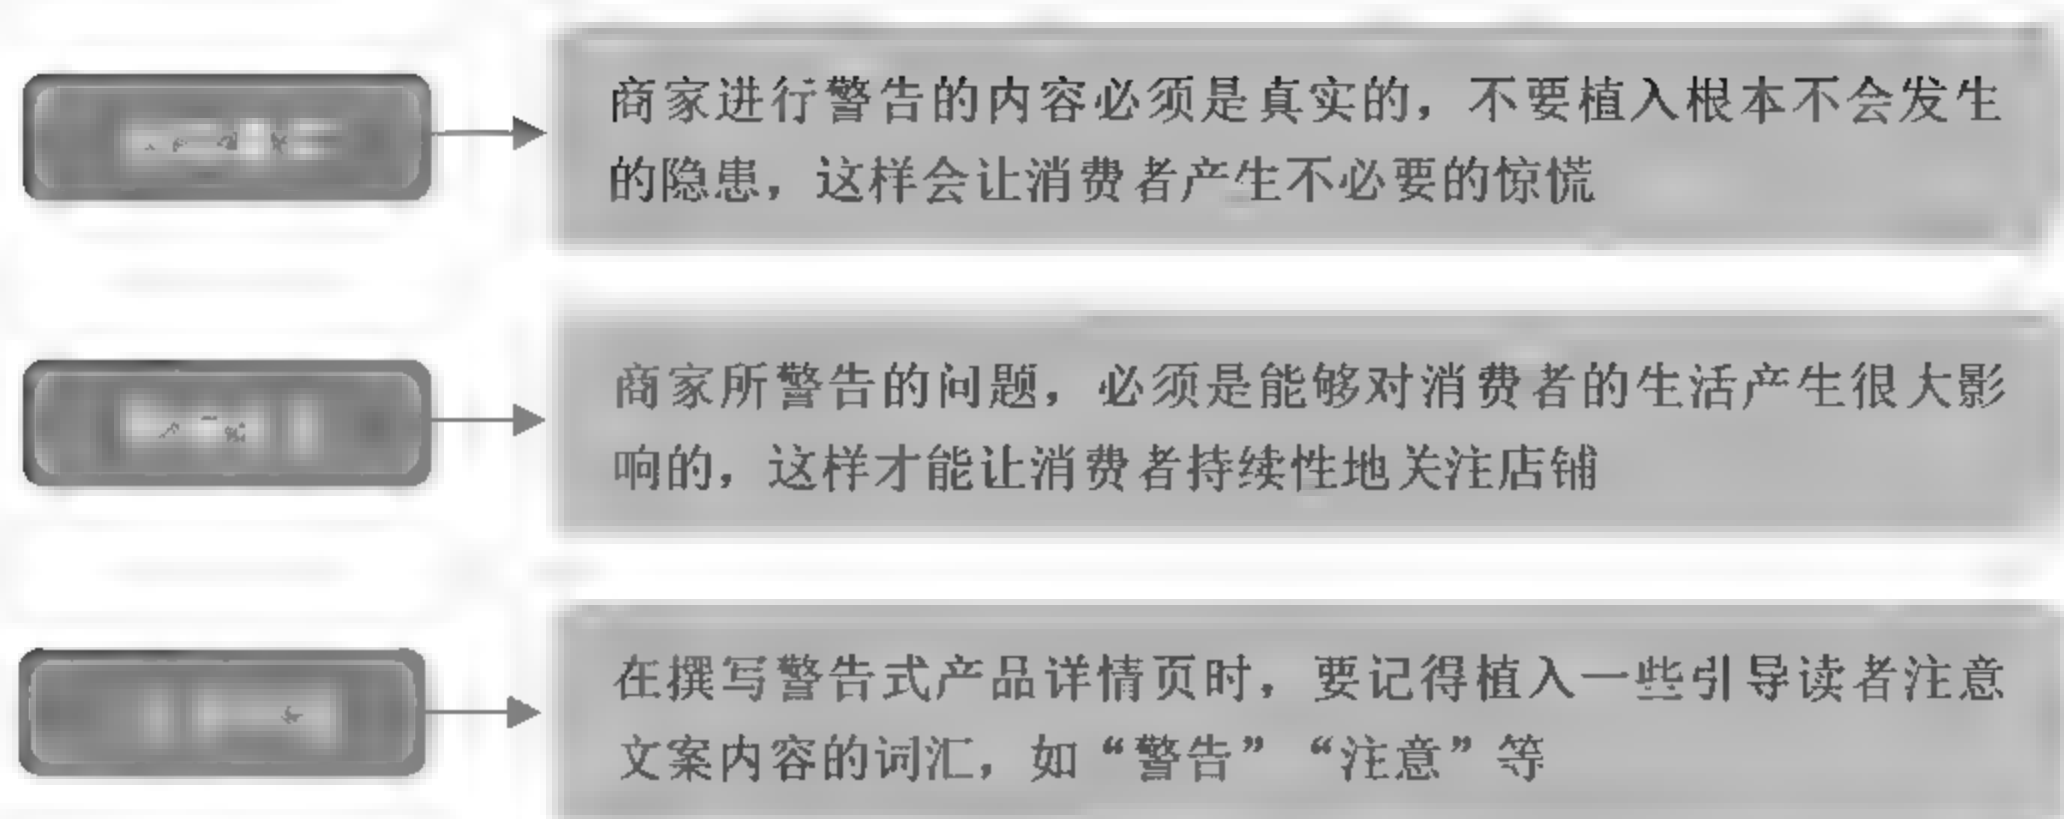 商家进行警告的内容必须是真实的，不要植入根本不会发生
的隐患，这样会让消费者产生不必要的惊慌
商家所警告的问题，必须是能够对消费者的生活产生很大影
响的，这样才能让消费者持续性地关注店铺
在撰写警告式产品详情页时，要记得植入一些引导读者注意
文案内容的词汇，如“警告”“注意”等